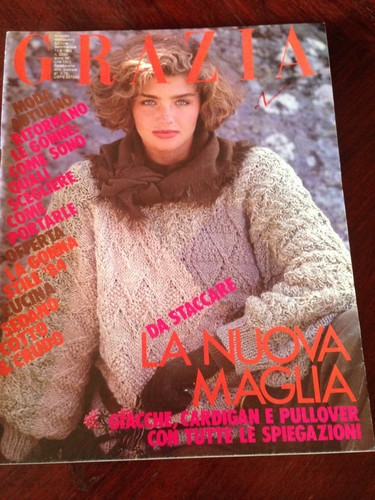 GRAZIA
MODA
AUTUNNO
RITORNANO
LE GONNE:
COME SONO
QUALI
SCEGLIERE
COME
PORTARLE
OFFERTA
LA GONNA
STILE 84
CUCINA
SEDANO
COTTO
& CRUDO
DA STACCARE
LA NUOVA
MAGLIA
GIACCHE CARDIGAN E PULLOVER
CON TUTTE LE SPIEGAZIONI